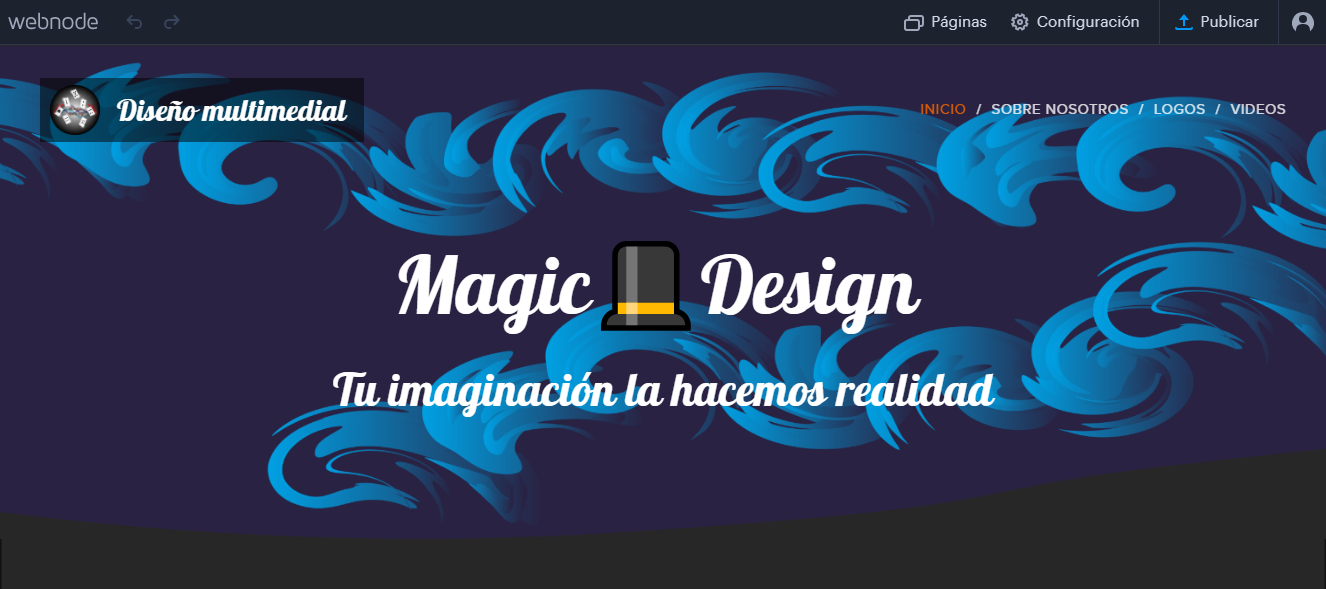 webnode Páginas Configuración Publicar
Diseño multimedial
INICIO / SOBRE NOSOTROS / LOGOS / VIDEOS
Magic Design
Tu imaginación la hacemos realidad